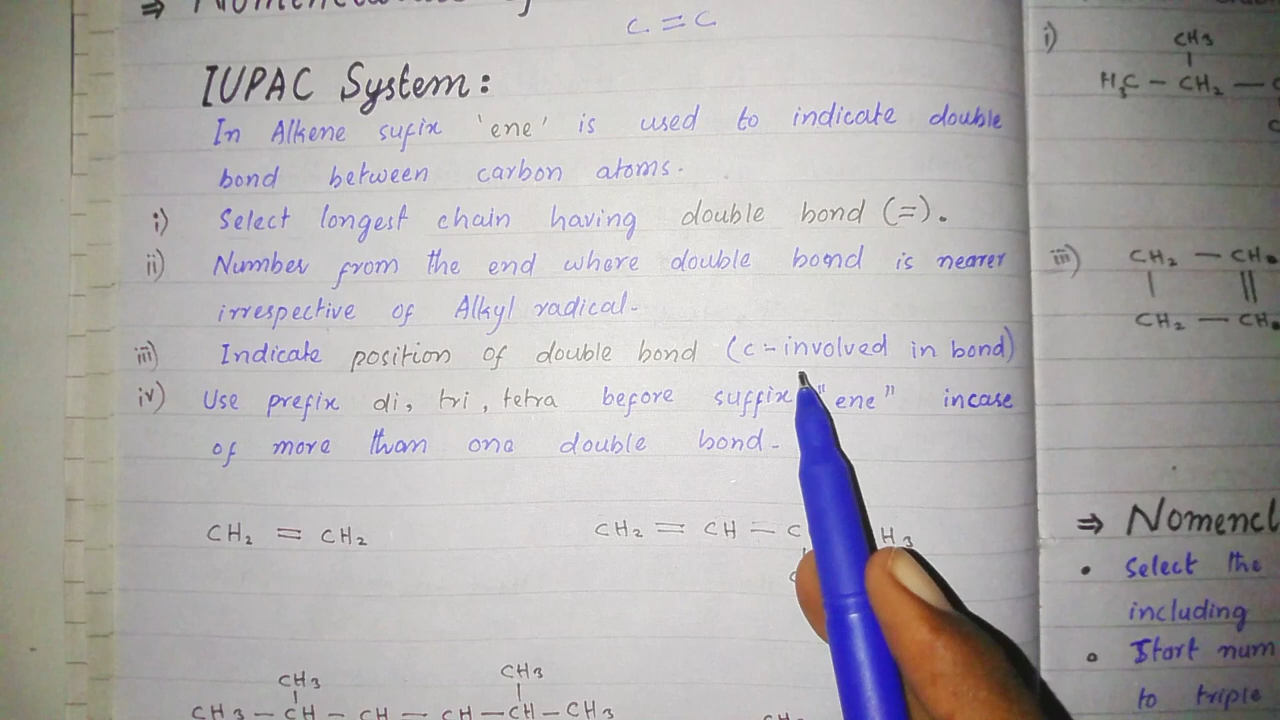 ⇒
C = C
IUPAC System:
In Alkene sufix 'ene' is used to indicate double
bond between carbon atoms.
i) Select longest chain having double bond (=).
ii) Number from the end where double bond is nearer
irrespective of Alkyl radical.
iii) Indicate position of double bond (c-involved in bond)
iv) Use prefix di, tri, tetra before suffix "ene" incase
of more than one double bond.
CH2 = CH2
CH2 = CH - C H3
CH3 CH3
CH3 - CH - CH - CH - CH - CH3
i)
CH3
H3C - CH2 -
iii) CH2 - CH
||
CH2 - CH
⇒ Nomencl
• Select the
including
• Start num
to triple